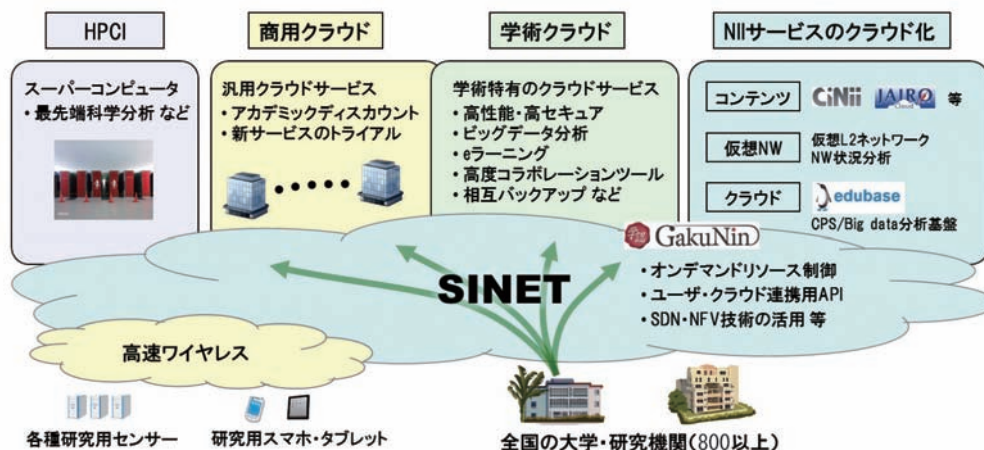 HPCI
商用クラウド
学術クラウド
NIIサービスのクラウド化
スーパーコンピュータ
・最先端科学分析 など
汎用クラウドサービス
・アカデミックディスカウント
・新サービスのトライアル
学術特有のクラウドサービス
・高性能・高セキュア
・ビッグデータ分析
・eラーニング
・高度コラボレーションツール
・相互バックアップ など
コンテンツ
CiNii
JAIRO
Cloud
等
仮想NW
仮想L2ネットワーク
NW状況分析
クラウド
edubase
CPS/Big data分析基盤
GakuNin
・オンデマンドリソース制御
・ユーザ・クラウド連携用API
・SDN・NFV技術の活用 等
SINET
高速ワイヤレス
各種研究用センサー
研究用スマホ・タブレット
全国の大学・研究機関(800以上)